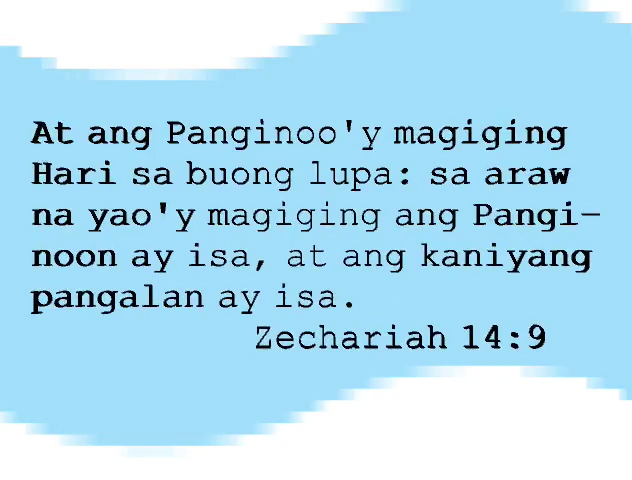 At ang Panginoo'y magiging
Hari sa buong lupa: sa araw
na yao'y magiging ang Pangi-
noon ay isa, at ang kaniyang
pangalan ay isa.
Zechariah 14:9